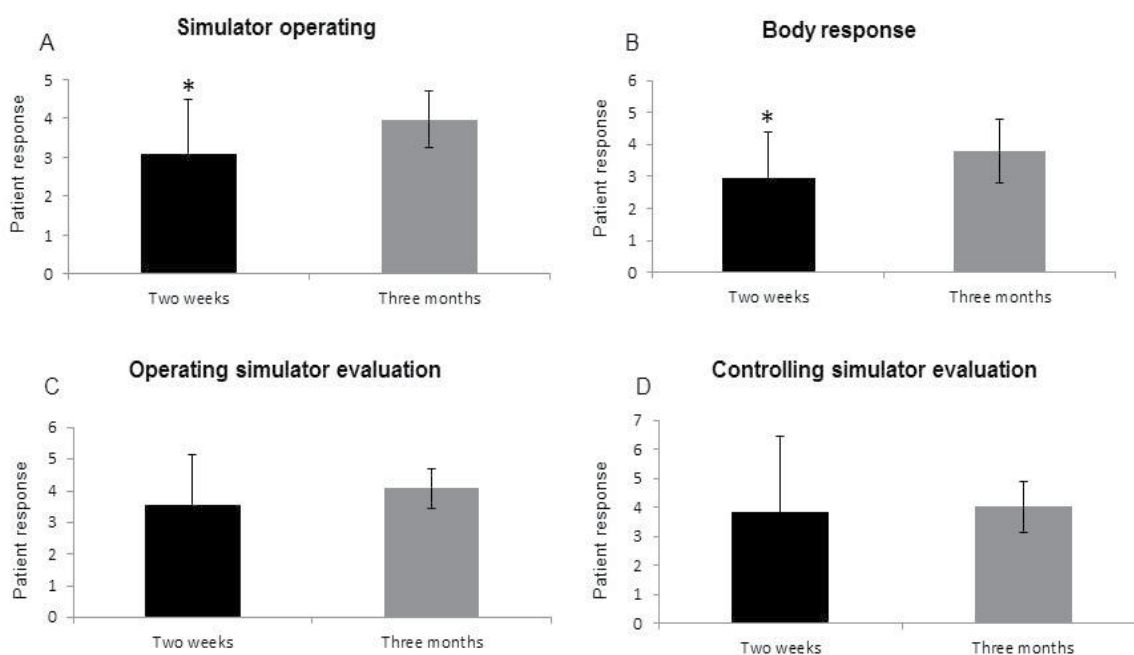 A
Simulator operating
Patient response
5
*
4
3
2
1
0
Two weeks
Three months
B
Body response
Patient response
6
5
*
4
3
2
1
0
Two weeks
Three months
C
Operating simulator evaluation
Patient response
6
5
4
3
2
1
0
Two weeks
Three months
D
Controlling simulator evaluation
Patient response
7
6
5
4
3
2
1
0
Two weeks
Three months